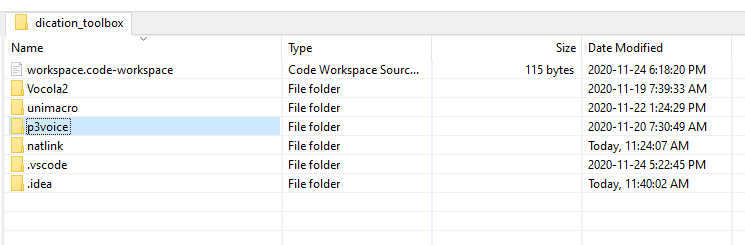 dication_toolbox
Name Type Size Date Modified
workspace.code-workspace Code Workspace Sourc... 115 bytes 2020-11-24 6:18:20 PM
Vocola2 File folder 2020-11-19 7:39:33 AM
unimacro File folder 2020-11-22 1:24:29 PM
p3voice File folder 2020-11-20 7:30:49 AM
natlink File folder Today, 11:24:07 AM
.vscode File folder 2020-11-24 5:22:45 PM
.idea File folder Today, 11:40:02 AM